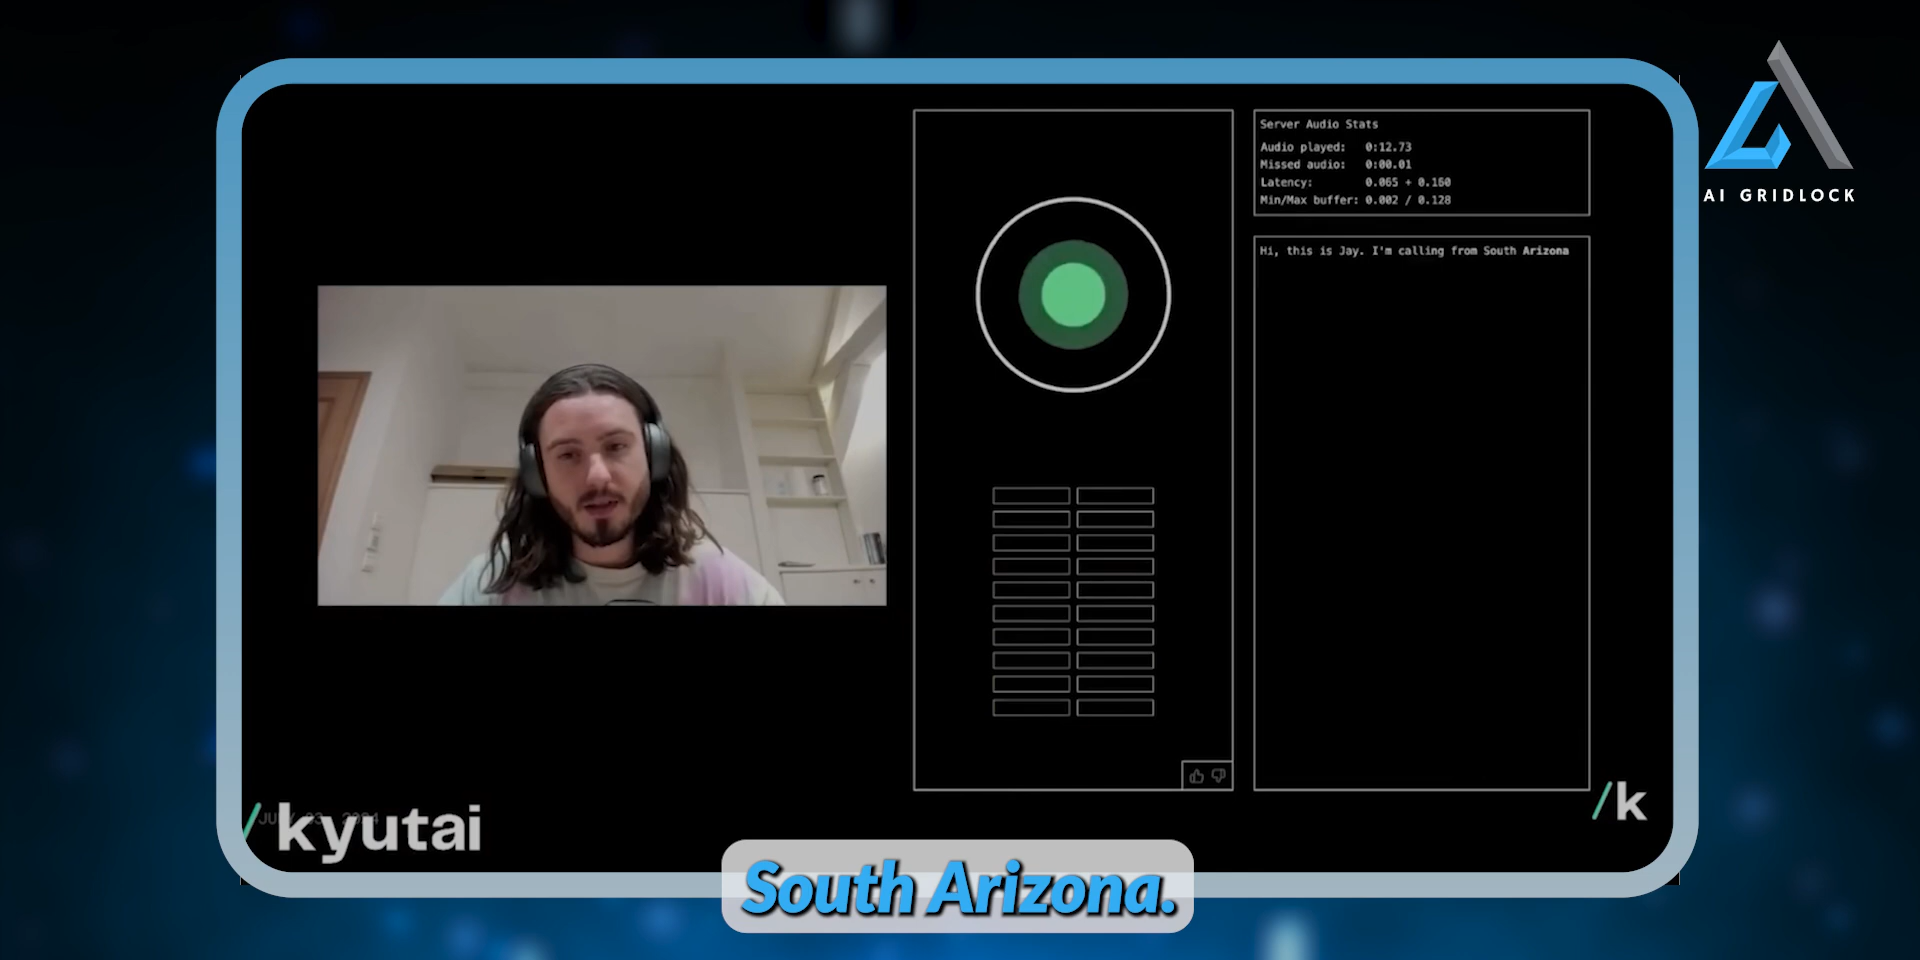 AI GRIDLOCK
Server Audio Stats
Audio played: 0:12.73
Missed audio: 0:00.01
Latency: 0.065 + 0.160
Min/Max buffer: 0.002 / 0.128
Hi, this is Jay. I'm calling from South Arizona
/kyutai
/k
South Arizona.